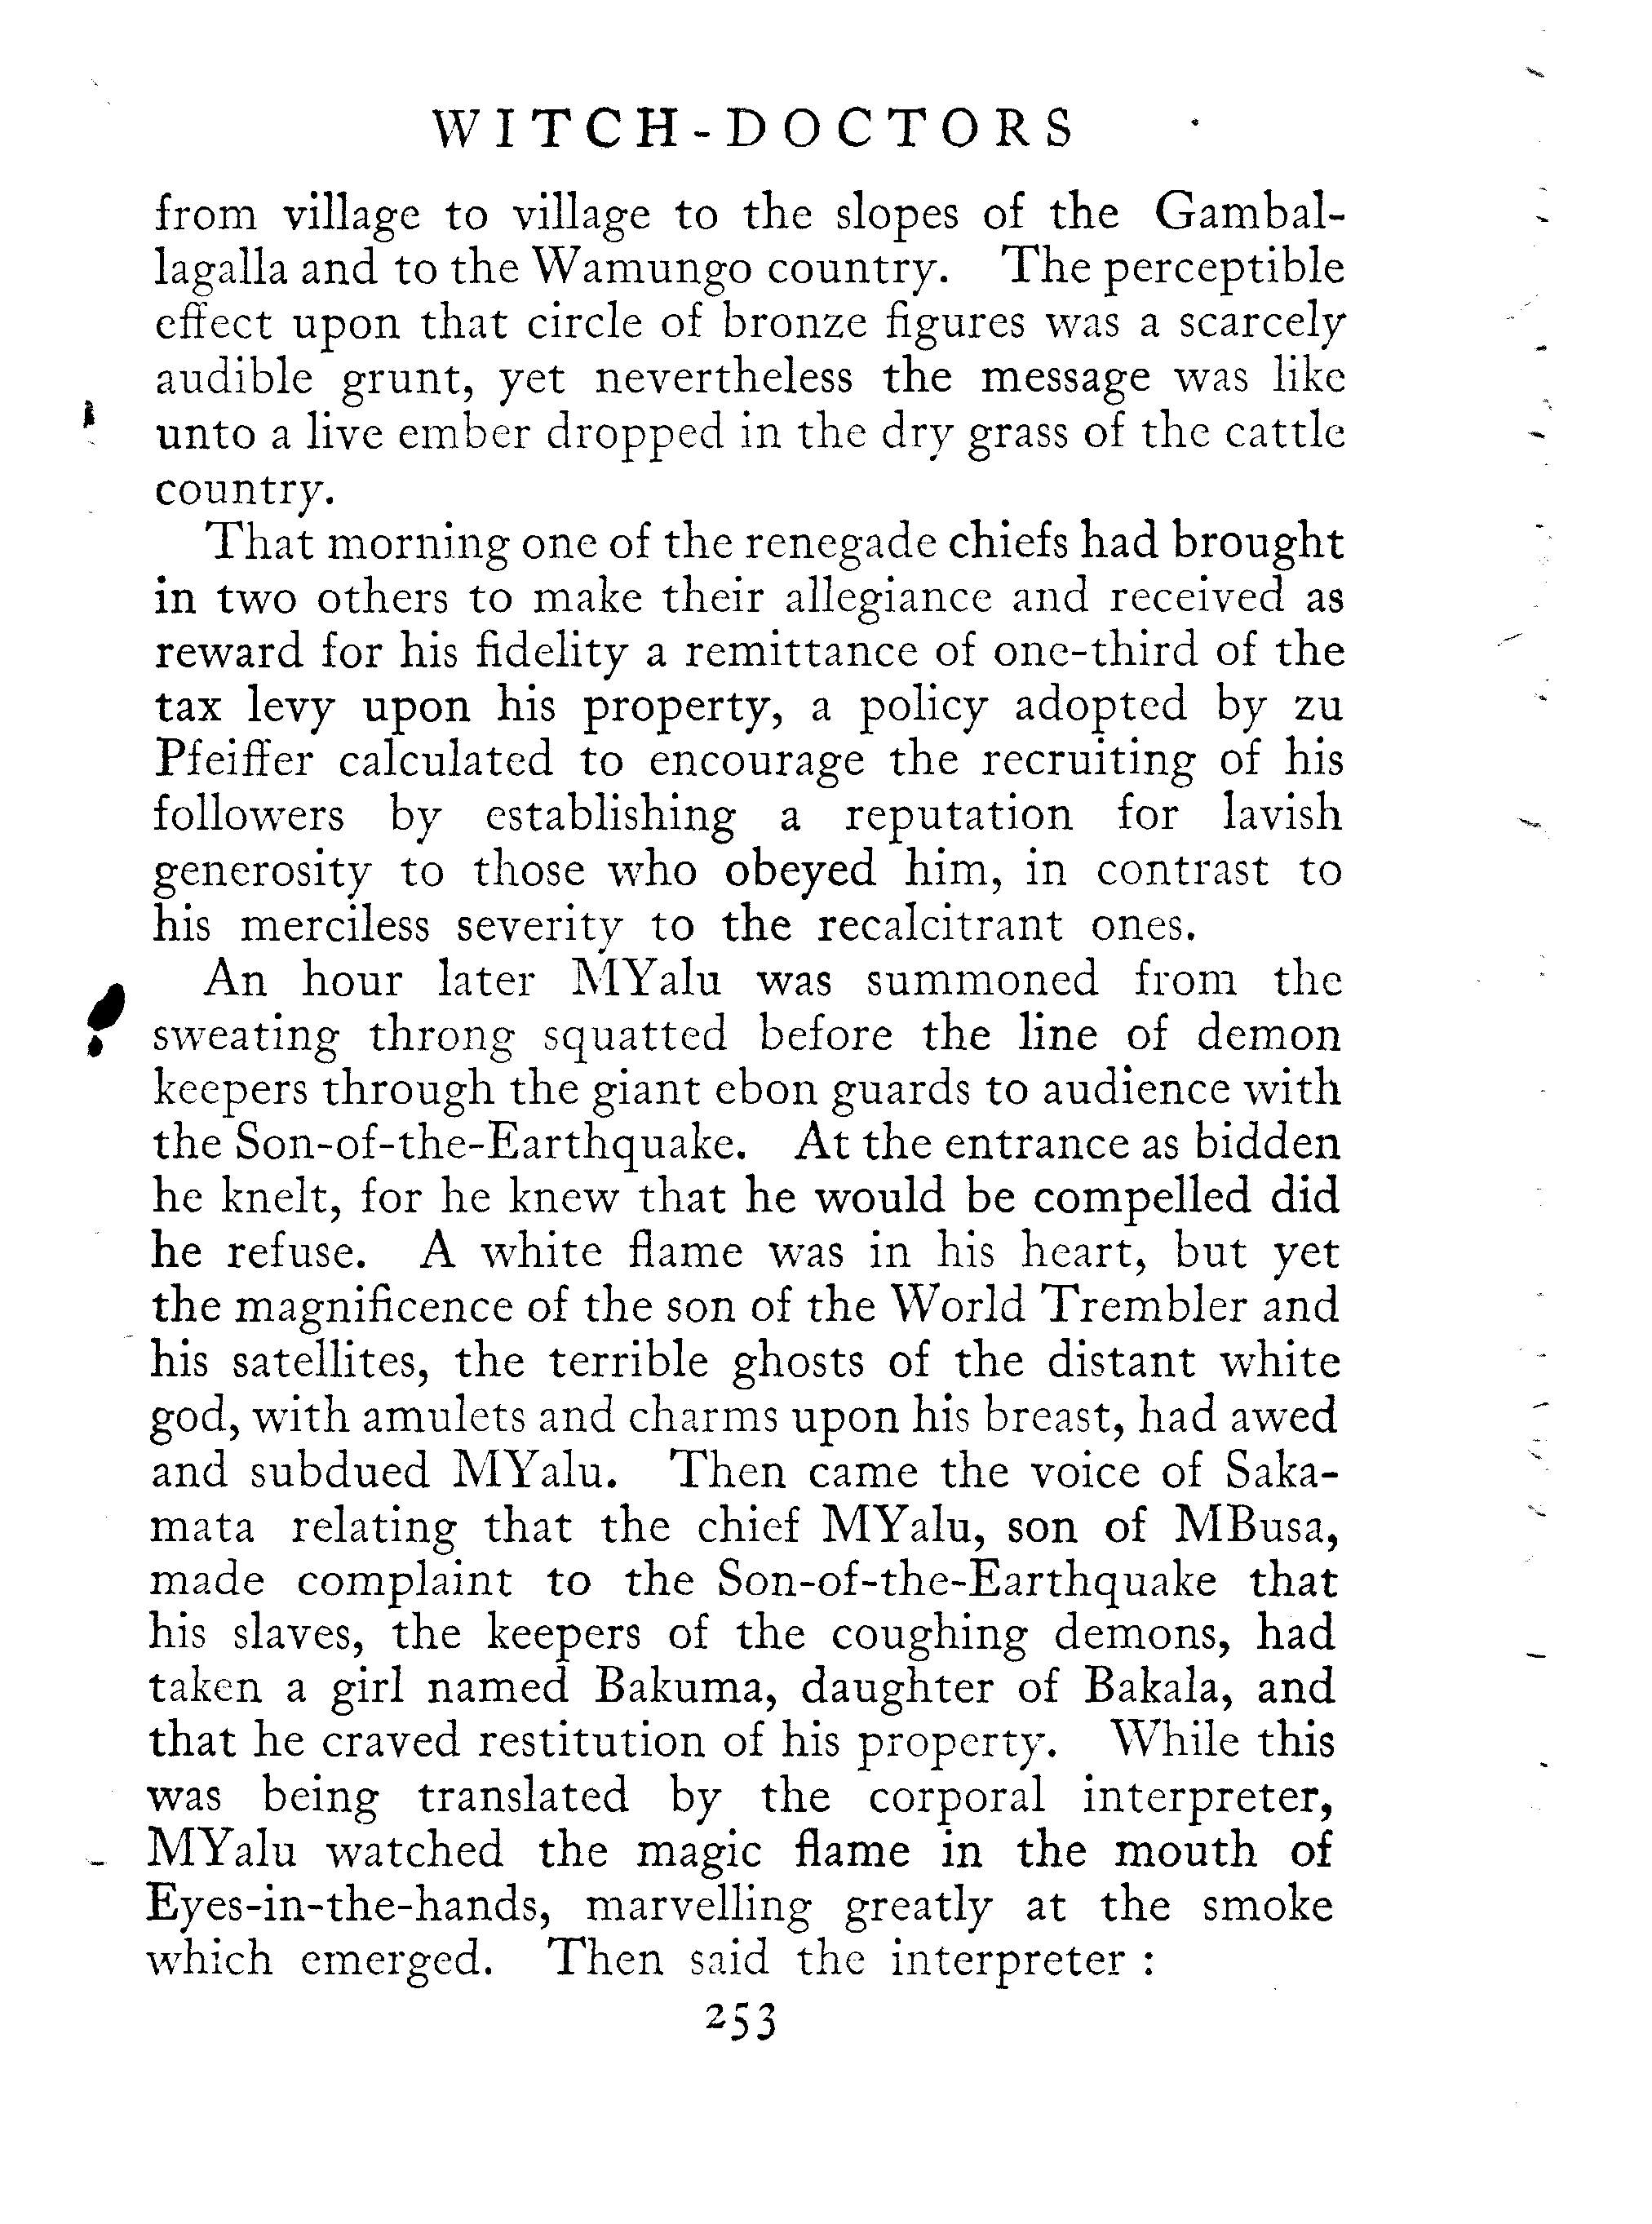 WITCH-DOCTORS
from village to village to the slopes of the Gambal-
lagalla and to the Wamungo country. The perceptible
effect upon that circle of bronze figures was a scarcely
audible grunt, yet nevertheless the message was like
unto a live ember dropped in the dry grass of the cattle
country.
That morning one of the renegade chiefs had brought
in two others to make their allegiance and received as
reward for his fidelity a remittance of one-third of the
tax levy upon his property, a policy adopted by zu
Pfeiffer calculated to encourage the recruiting of his
followers by establishing a reputation for lavish
generosity to those who obeyed him, in contrast to
his merciless severity to the recalcitrant ones.
An hour later MYalu was summoned from the
sweating throng squatted before the line of demon
keepers through the giant ebon guards to audience with
the Son-of-the-Earthquake. At the entrance as bidden
he knelt, for he knew that he would be compelled did
he refuse. A white flame was in his heart, but yet
the magnificence of the son of the World Trembler and
his satellites, the terrible ghosts of the distant white
god, with amulets and charms upon his breast, had awed
and subdued MYalu. Then came the voice of Saka-
mata relating that the chief MYalu, son of MBusa,
made complaint to the Son-of-the-Earthquake that
his slaves, the keepers of the coughing demons, had
taken a girl named Bakuma, daughter of Bakala, and
that he craved restitution of his property. While this
was being translated by the corporal interpreter,
MYalu watched the magic flame in the mouth of
Eyes-in-the-hands, marvelling greatly at the smoke
which emerged. Then said the interpreter :
253